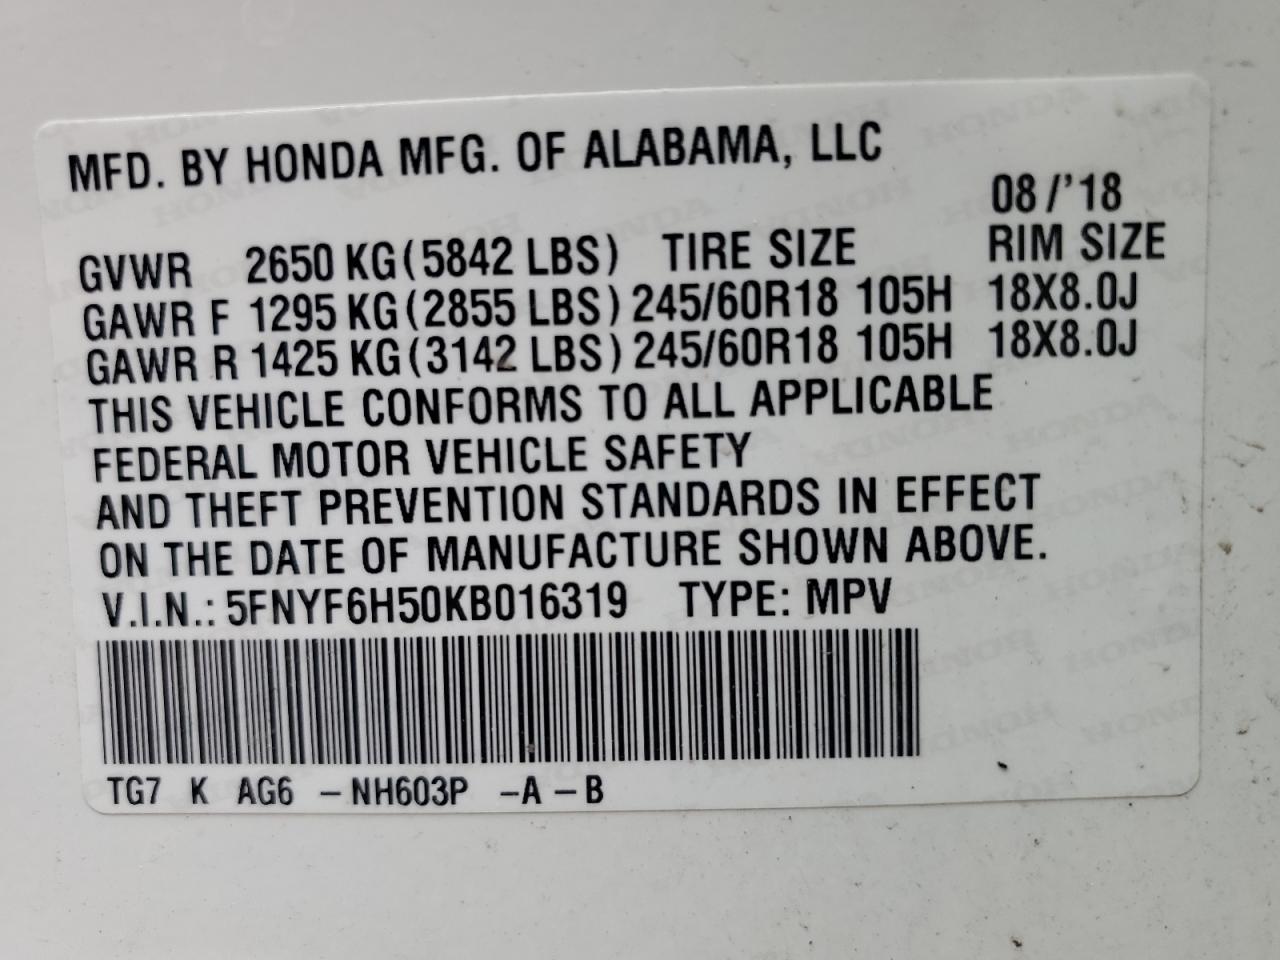 MFD. BY HONDA MFG. OF ALABAMA, LLC
08/'18
GVWR 2650 KG(5842 LBS) TIRE SIZE RIM SIZE
GAWR F 1295 KG(2855 LBS) 245/60R18 105H 18X8.0J
GAWR R 1425 KG(3142 LBS) 245/60R18 105H 18X8.0J
THIS VEHICLE CONFORMS TO ALL APPLICABLE
FEDERAL MOTOR VEHICLE SAFETY
AND THEFT PREVENTION STANDARDS IN EFFECT
ON THE DATE OF MANUFACTURE SHOWN ABOVE.
V.I.N.: 5FNYF6H50KB016319 TYPE: MPV
TG7 K AG6 -NH603P -A-B